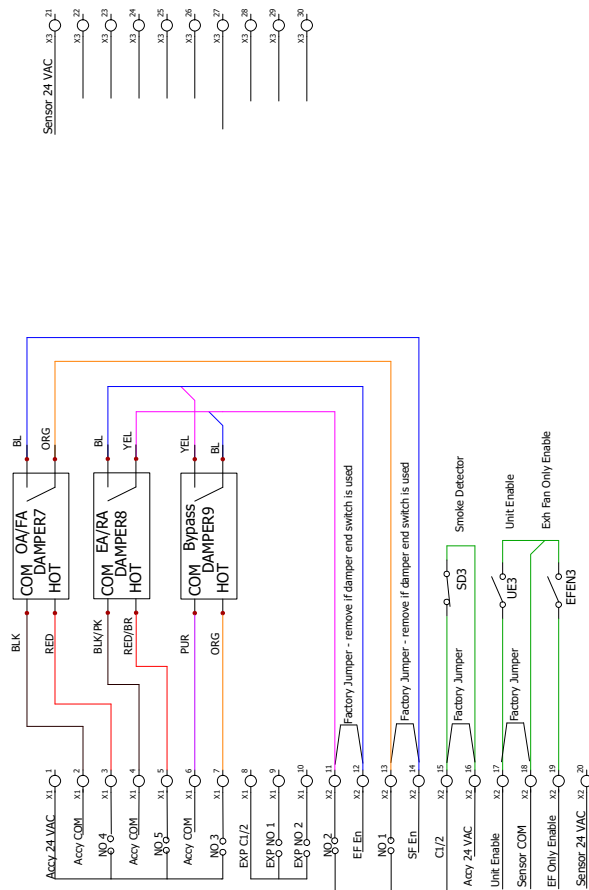 Sensor 24 VAC
X3 21
X3 22
X3 23
X3 24
X3 25
X3 26
X3 27
X3 28
X3 29
X3 30
BL
ORG
COM OA/FA
DAMPER7
HOT
BLK
RED
BL
YEL
COM EA/RA
DAMPER8
HOT
BLK/PK
RED/BR
YEL
BL
COM Bypass
DAMPER9
HOT
PUR
ORG
Factory Jumper - remove if damper end switch is used
Factory Jumper - remove if damper end switch is used
Smoke Detector
SD3
Factory Jumper
Unit Enable
UE3
Factory Jumper
Exh Fan Only Enable
EFEN3
Accy 24 VAC X1 1
Accy COM X1 2
NO 4 X1 3
Accy COM X1 4
NO 5 X1 5
Accy COM X1 6
NO 3 X1 7
EXP C1/2 X1 8
EXP NO 1 X1 9
EXP NO 2 X1 10
NO 2 X2 11
EF En X2 12
NO 1 X2 13
SF En X2 14
C1/2 X2 15
Accy 24 VAC X2 16
Unit Enable X2 17
Sensor COM X2 18
EF Only Enable X2 19
Sensor 24 VAC X2 20